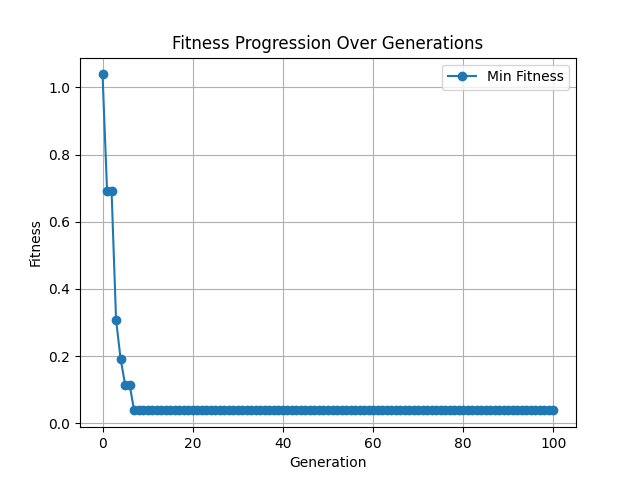 Fitness Progression Over Generations
Min Fitness
1.0
0.8
0.6
0.4
0.2
0.0
Fitness
0 20 40 60 80 100
Generation